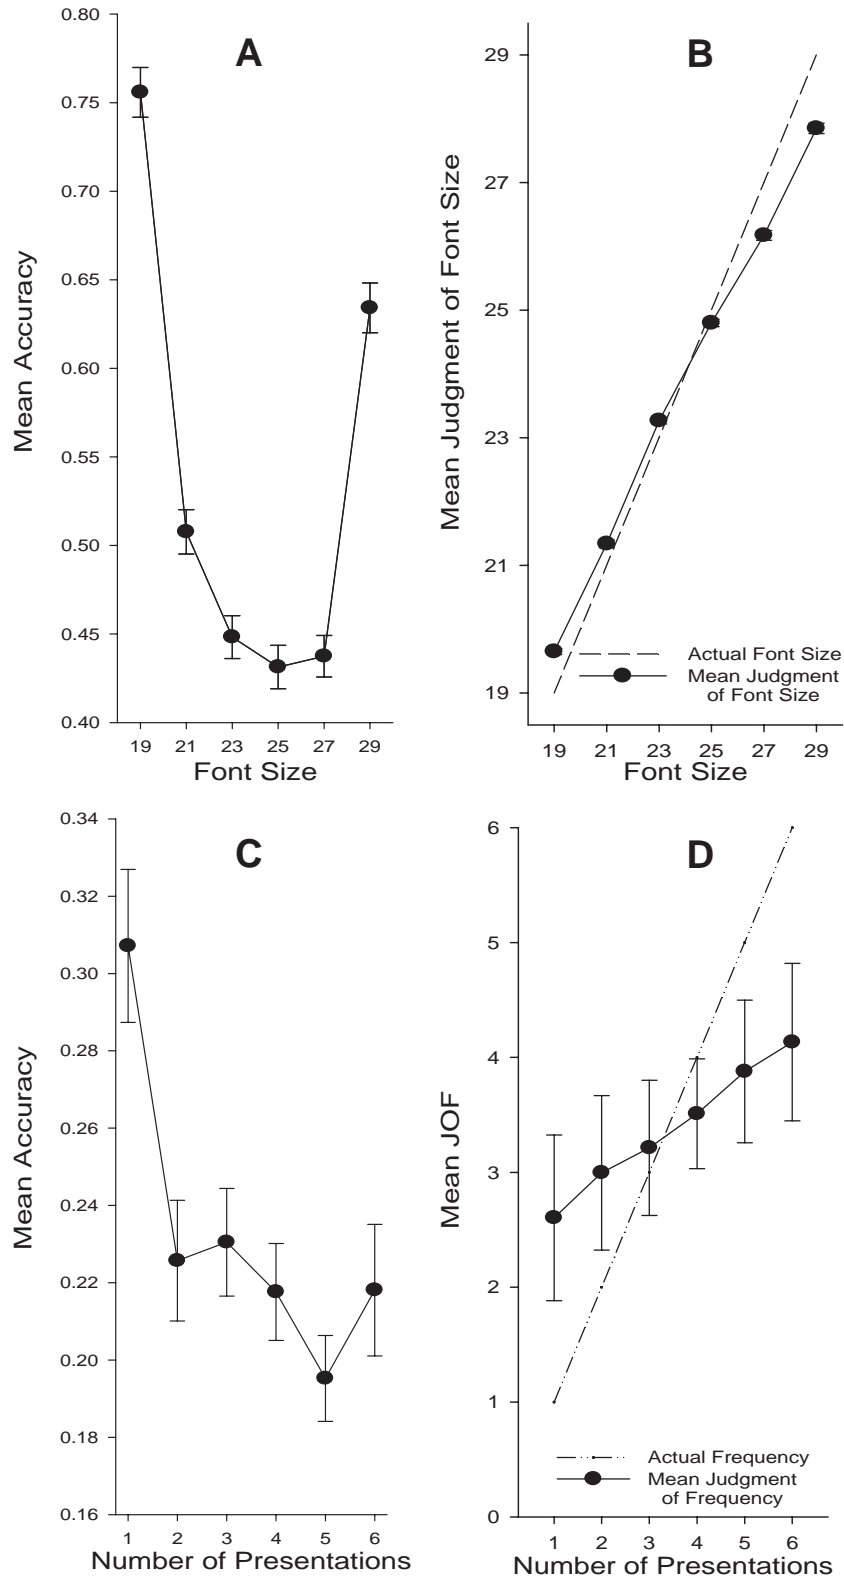 A
0.80
0.75
0.70
0.65
0.60
0.55
0.50
0.45
0.40
Mean Accuracy
19 21 23 25 27 29
Font Size
B
29
27
25
23
21
19
Mean Judgment of Font Size
Actual Font Size
Mean Judgment
of Font Size
19 21 23 25 27 29
Font Size
C
0.34
0.32
0.30
0.28
0.26
0.24
0.22
0.20
0.18
0.16
Mean Accuracy
1 2 3 4 5 6
Number of Presentations
D
6
5
4
3
2
1
0
Mean JOF
Actual Frequency
Mean Judgment
of Frequency
1 2 3 4 5 6
Number of Presentations